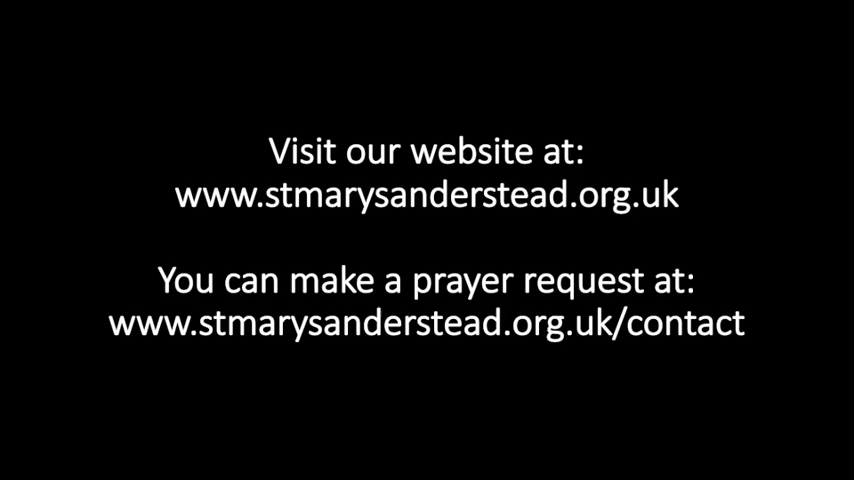 Visit our website at:
www.stmarysanderstead.org.uk
You can make a prayer request at:
www.stmarysanderstead.org.uk/contact